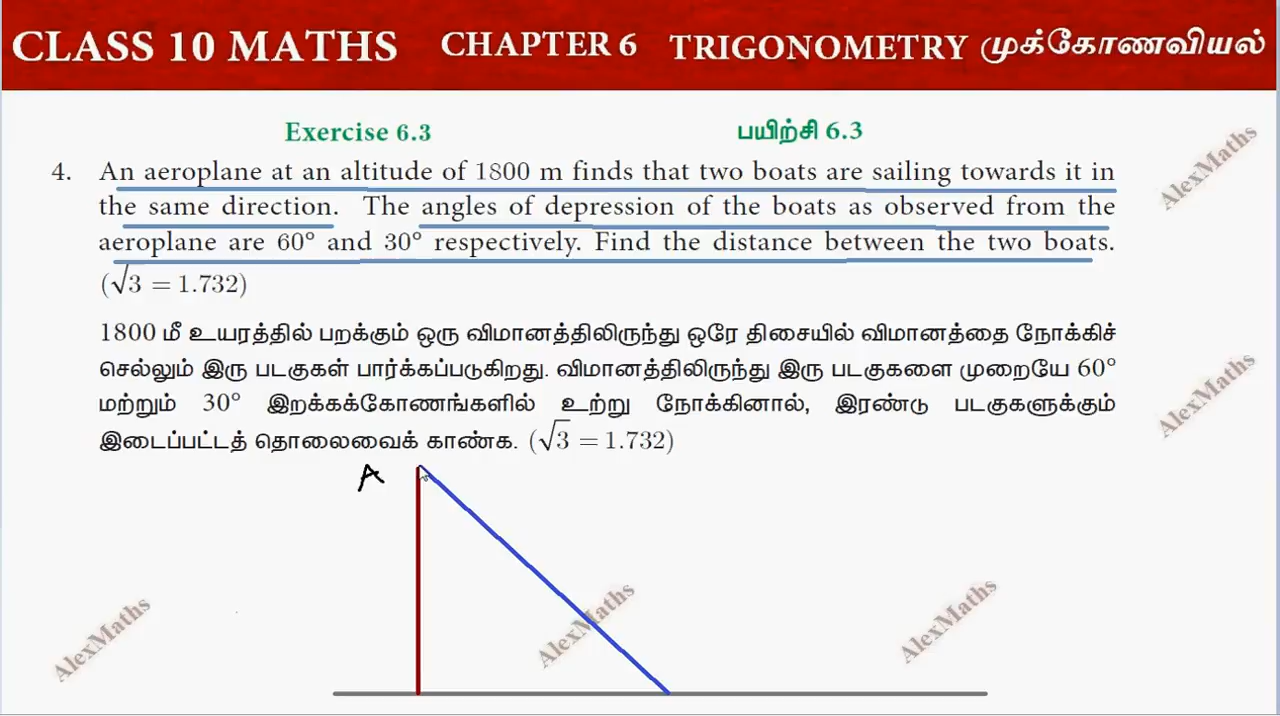 CLASS 10 MATHS CHAPTER 6 TRIGONOMETRY முக்கோணவியல்
Exercise 6.3 பயிற்சி 6.3
4. An aeroplane at an altitude of 1800 m finds that two boats are sailing towards it in
the same direction. The angles of depression of the boats as observed from the
aeroplane are 60° and 30° respectively. Find the distance between the two boats.
(√3 = 1.732)
1800 மீ உயரத்தில் பறக்கும் ஒரு விமானத்திலிருந்து ஒரே திசையில் விமானத்தை நோக்கிச்
செல்லும் இரு படகுகள் பார்க்கப்படுகிறது. விமானத்திலிருந்து இரு படகுகளை முறையே 60°
மற்றும் 30° இறக்கக்கோணங்களில் உற்று நோக்கினால், இரண்டு படகுகளுக்கும்
இடைப்பட்டத் தொலைவைக் காண்க. (√3 = 1.732)
A
AlexMaths
AlexMaths
AlexMaths
AlexMaths
AlexMaths